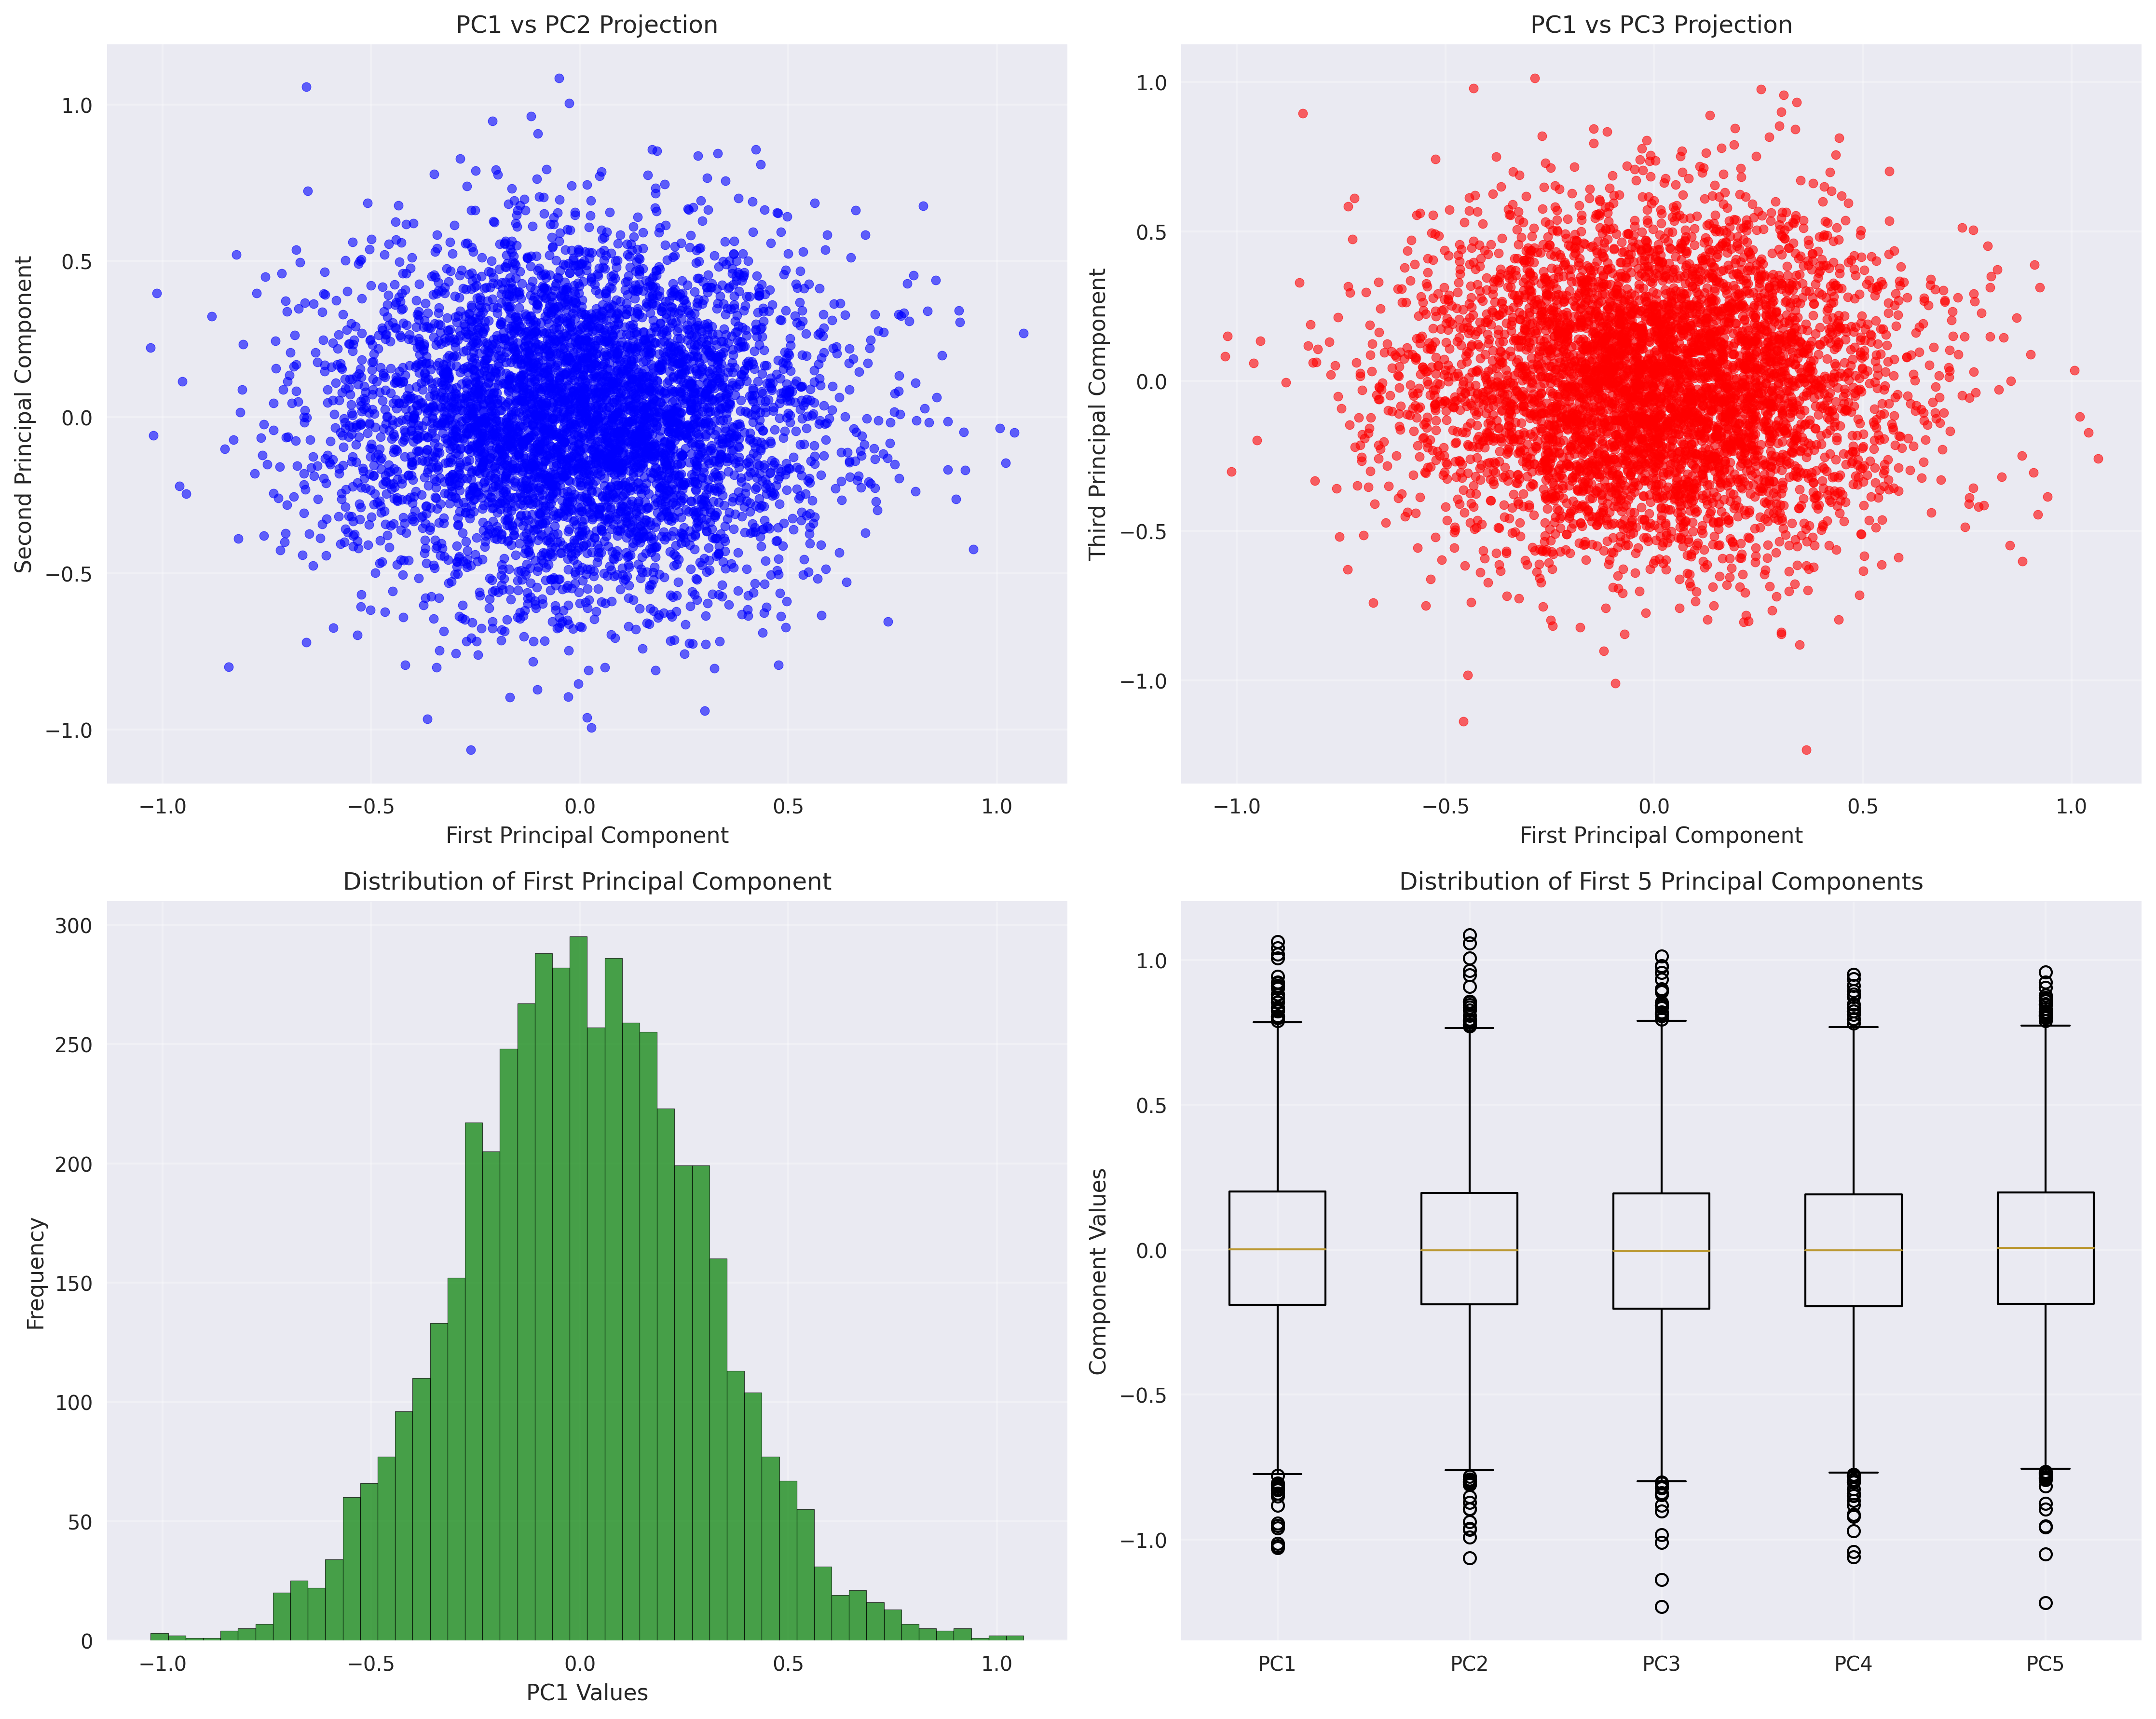 PC1 vs PC2 Projection
1.0
0.5
0.0
−0.5
−1.0
Second Principal Component
−1.0 −0.5 0.0 0.5 1.0
First Principal Component
PC1 vs PC3 Projection
1.0
0.5
0.0
−0.5
−1.0
Third Principal Component
−1.0 −0.5 0.0 0.5 1.0
First Principal Component
Distribution of First Principal Component
300
250
200
150
100
50
0
Frequency
−1.0 −0.5 0.0 0.5 1.0
PC1 Values
Distribution of First 5 Principal Components
1.0
0.5
0.0
−0.5
−1.0
Component Values
PC1 PC2 PC3 PC4 PC5